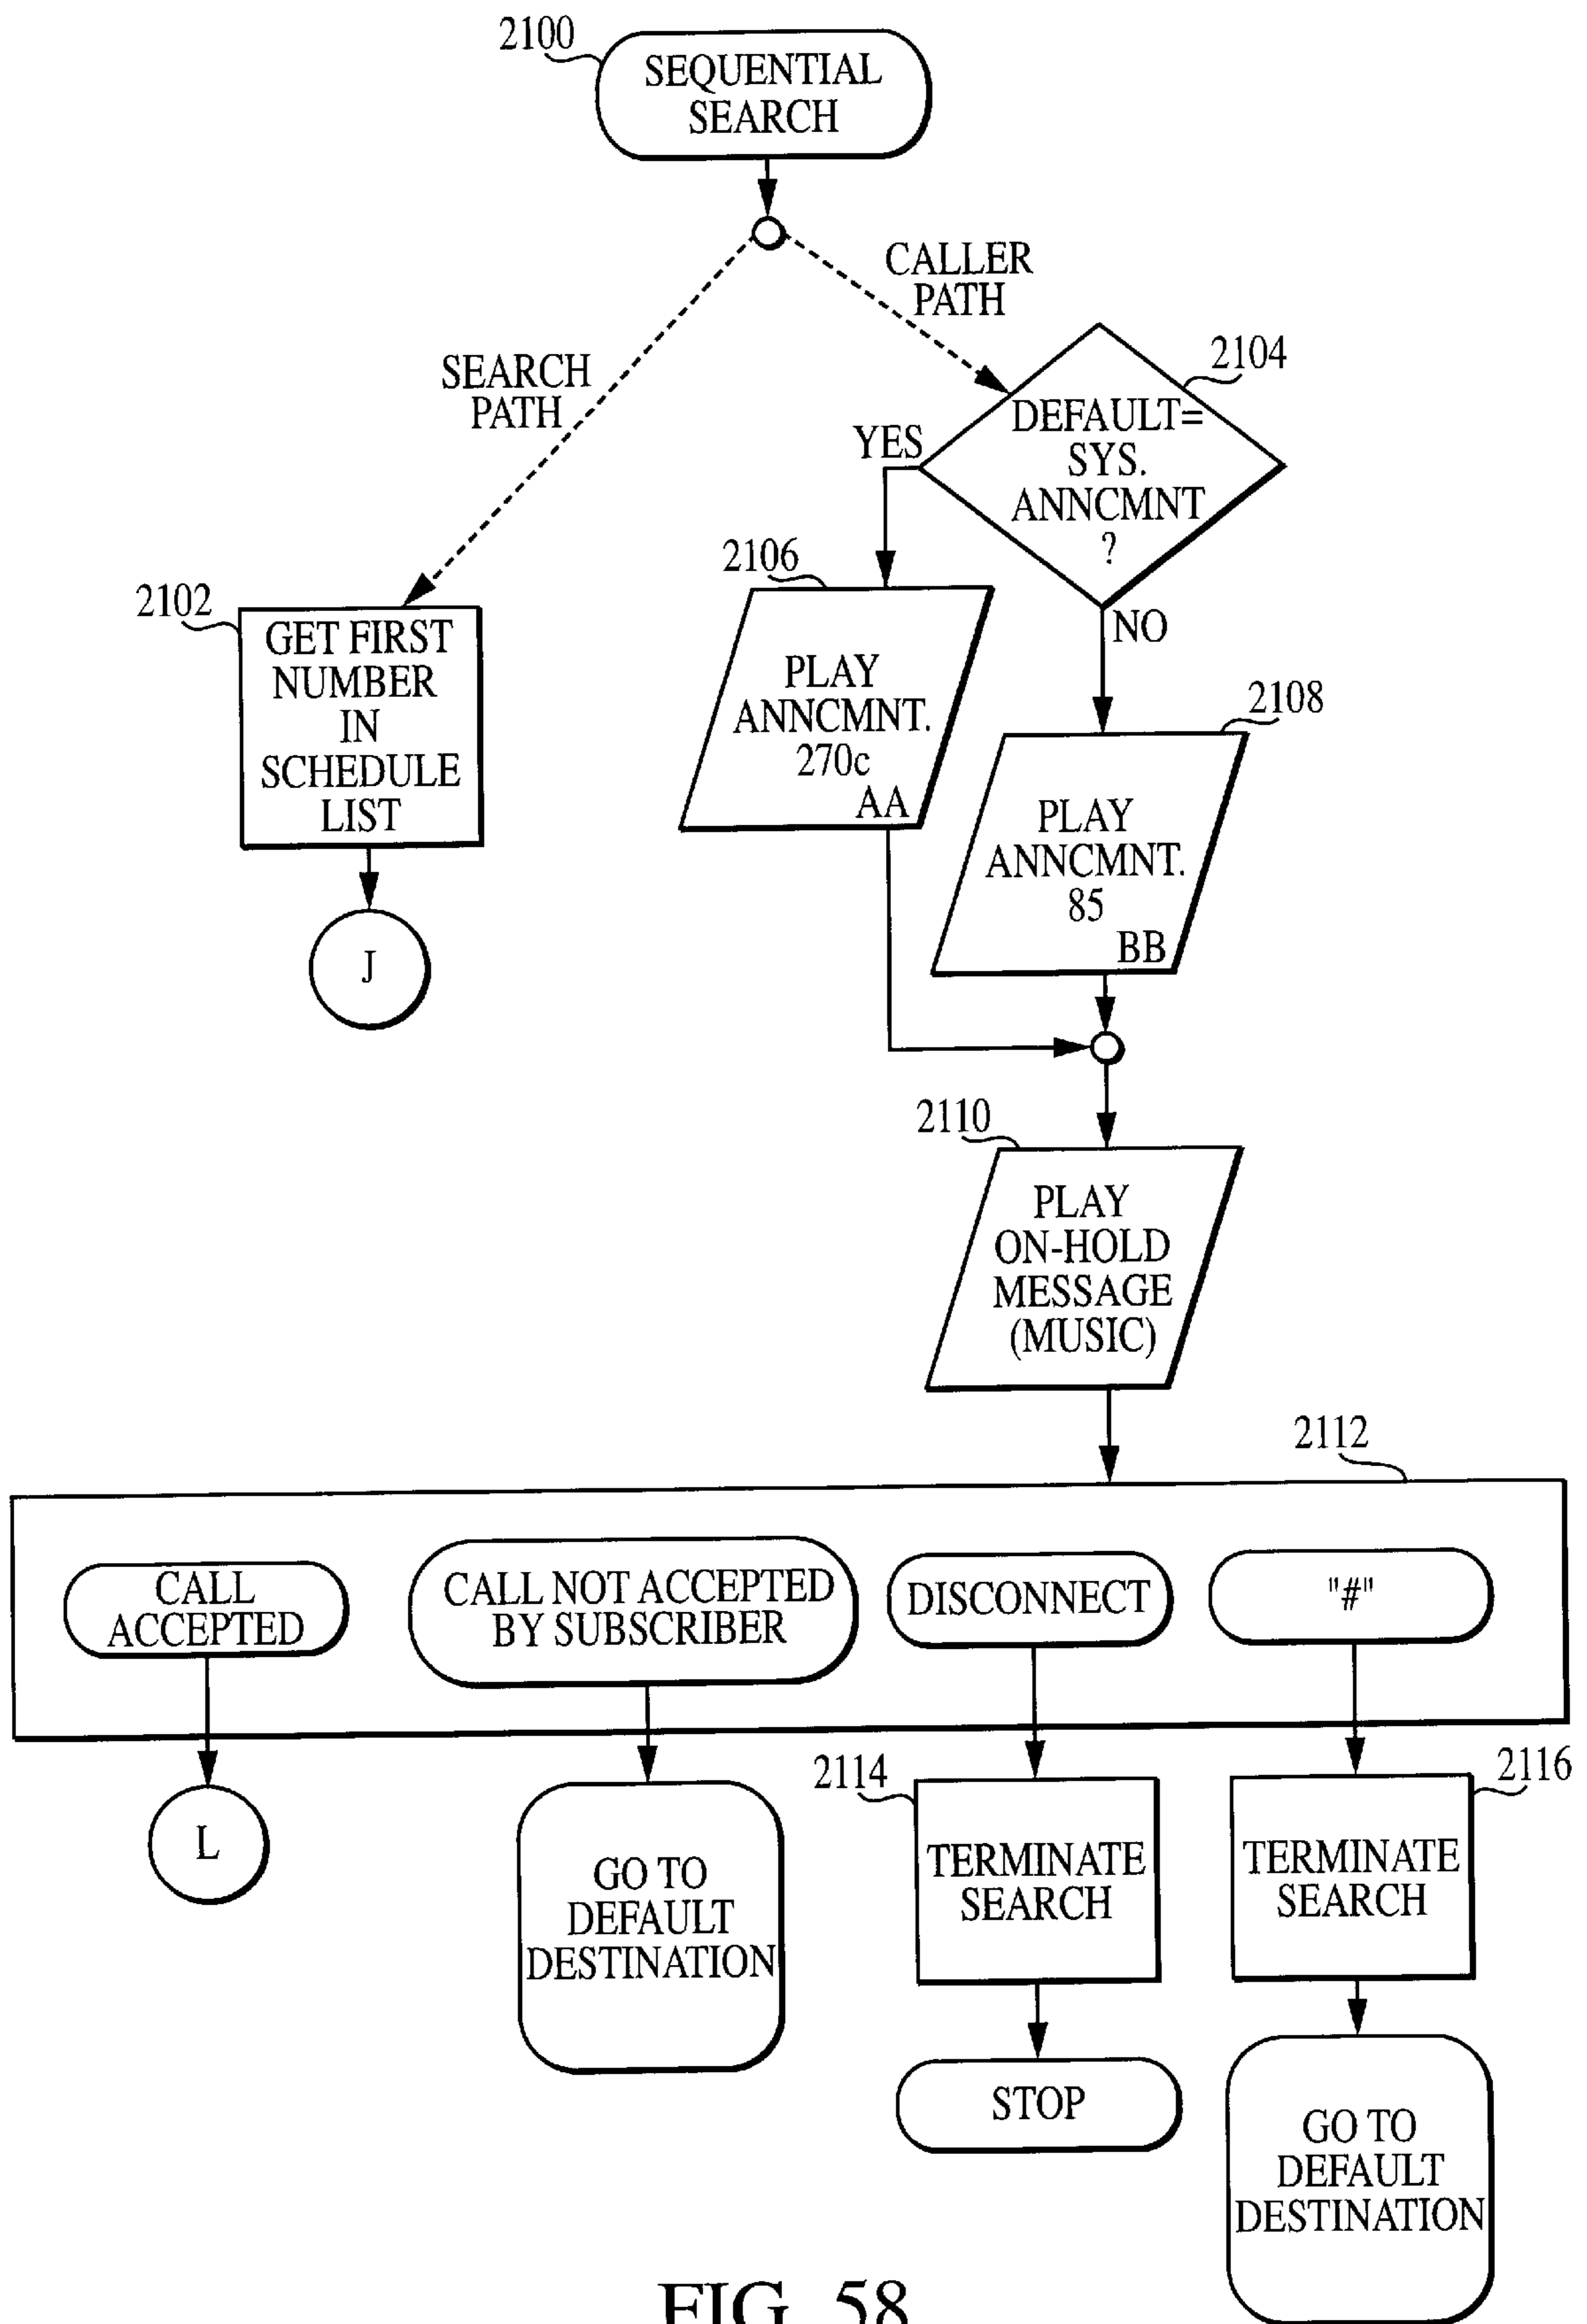 2100
SEQUENTIAL
SEARCH
CALLER
PATH
SEARCH
PATH
2104
DEFAULT=
SYS.
ANNCMNT
?
YES
NO
2102
GET FIRST
NUMBER
IN
SCHEDULE
LIST
J
2106
PLAY
ANNCMNT.
270c
AA
2108
PLAY
ANNCMNT.
85
BB
2110
PLAY
ON-HOLD
MESSAGE
(MUSIC)
2112
CALL
ACCEPTED
CALL NOT ACCEPTED
BY SUBSCRIBER
DISCONNECT
"#"
L
GO TO
DEFAULT
DESTINATION
2114
TERMINATE
SEARCH
STOP
2116
TERMINATE
SEARCH
GO TO
DEFAULT
DESTINATION
FIG. 58